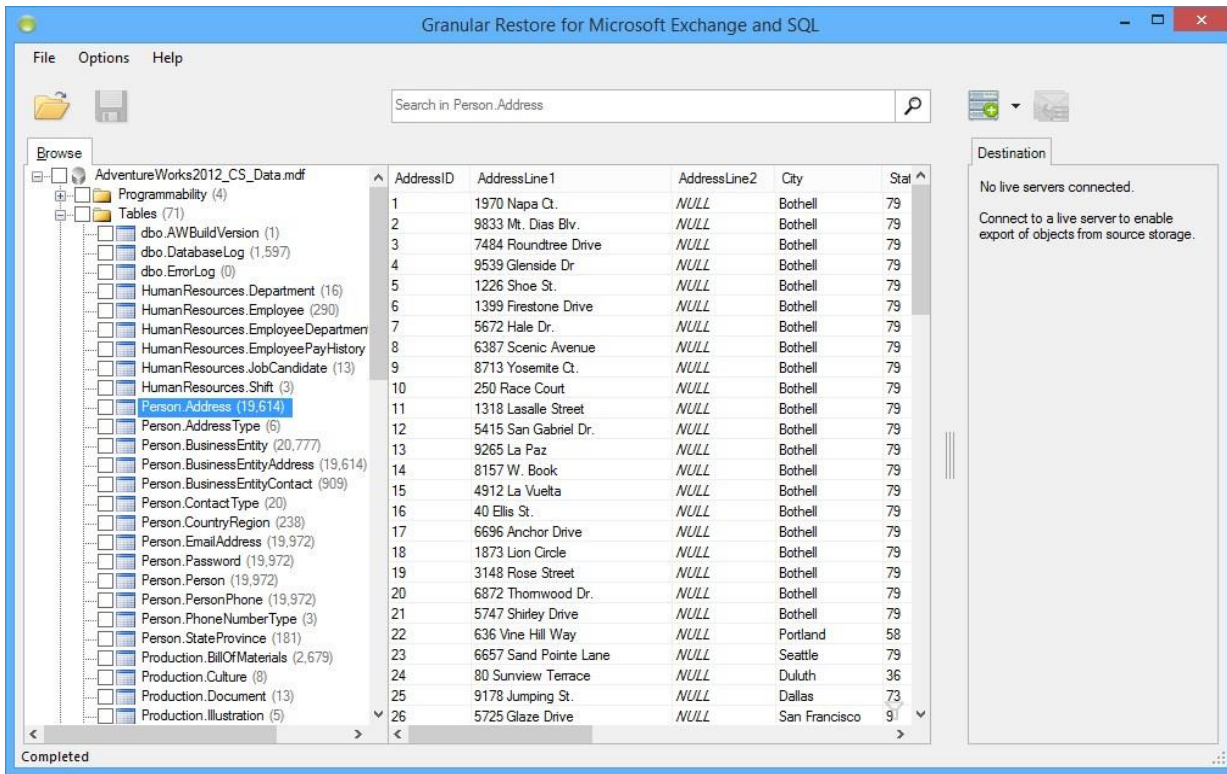 Granular Restore for Microsoft Exchange and SQL
File Options Help
Search in Person.Address
Browse
AdventureWorks2012_CS_Data.mdf
Programmability (4)
Tables (71)
dbo.AWBuildVersion (1)
dbo.DatabaseLog (1,597)
dbo.ErrorLog (0)
HumanResources.Department (16)
HumanResources.Employee (290)
HumanResources.EmployeeDepartmen
HumanResources.EmployeePayHistory
HumanResources.JobCandidate (13)
HumanResources.Shift (3)
Person.Address (19,614)
Person.AddressType (6)
Person.BusinessEntity (20,777)
Person.BusinessEntityAddress (19,614)
Person.BusinessEntityContact (909)
Person.ContactType (20)
Person.CountryRegion (238)
Person.EmailAddress (19,972)
Person.Password (19,972)
Person.Person (19,972)
Person.PersonPhone (19,972)
Person.PhoneNumberType (3)
Person.StateProvince (181)
Production.BillOfMaterials (2,679)
Production.Culture (8)
Production.Document (13)
Production.Illustration (5)
AddressID AddressLine1 AddressLine2 City Stat
1 1970 Napa Ct. NULL Bothell 79
2 9833 Mt. Dias Blv. NULL Bothell 79
3 7484 Roundtree Drive NULL Bothell 79
4 9539 Glenside Dr NULL Bothell 79
5 1226 Shoe St. NULL Bothell 79
6 1399 Firestone Drive NULL Bothell 79
7 5672 Hale Dr. NULL Bothell 79
8 6387 Scenic Avenue NULL Bothell 79
9 8713 Yosemite Ct. NULL Bothell 79
10 250 Race Court NULL Bothell 79
11 1318 Lasalle Street NULL Bothell 79
12 5415 San Gabriel Dr. NULL Bothell 79
13 9265 La Paz NULL Bothell 79
14 8157 W. Book NULL Bothell 79
15 4912 La Vuelta NULL Bothell 79
16 40 Ellis St. NULL Bothell 79
17 6696 Anchor Drive NULL Bothell 79
18 1873 Lion Circle NULL Bothell 79
19 3148 Rose Street NULL Bothell 79
20 6872 Thornwood Dr. NULL Bothell 79
21 5747 Shirley Drive NULL Bothell 79
22 636 Vine Hill Way NULL Portland 58
23 6657 Sand Pointe Lane NULL Seattle 79
24 80 Sunview Terrace NULL Duluth 36
25 9178 Jumping St. NULL Dallas 73
26 5725 Glaze Drive NULL San Francisco 9
Destination
No live servers connected.
Connect to a live server to enable
export of objects from source storage.
Completed